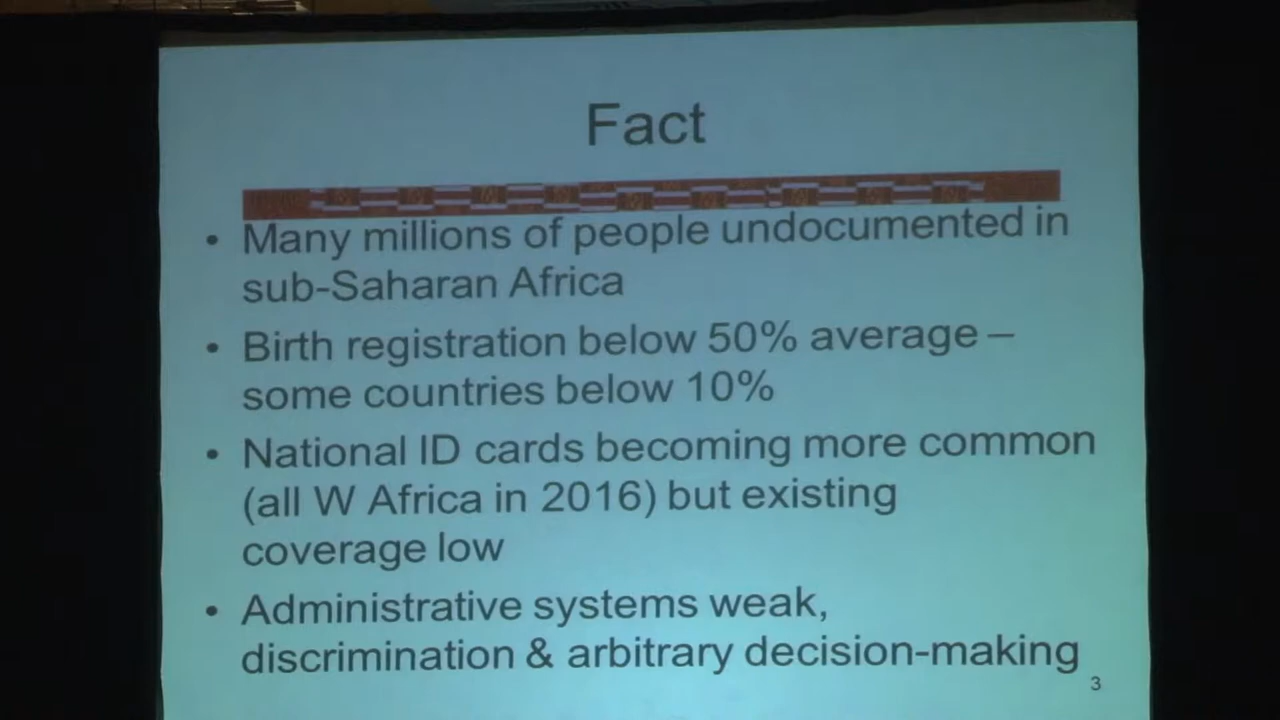 Fact
• Many millions of people undocumented in
sub-Saharan Africa
• Birth registration below 50% average –
some countries below 10%
• National ID cards becoming more common
(all W Africa in 2016) but existing
coverage low
• Administrative systems weak,
discrimination & arbitrary decision-making
3